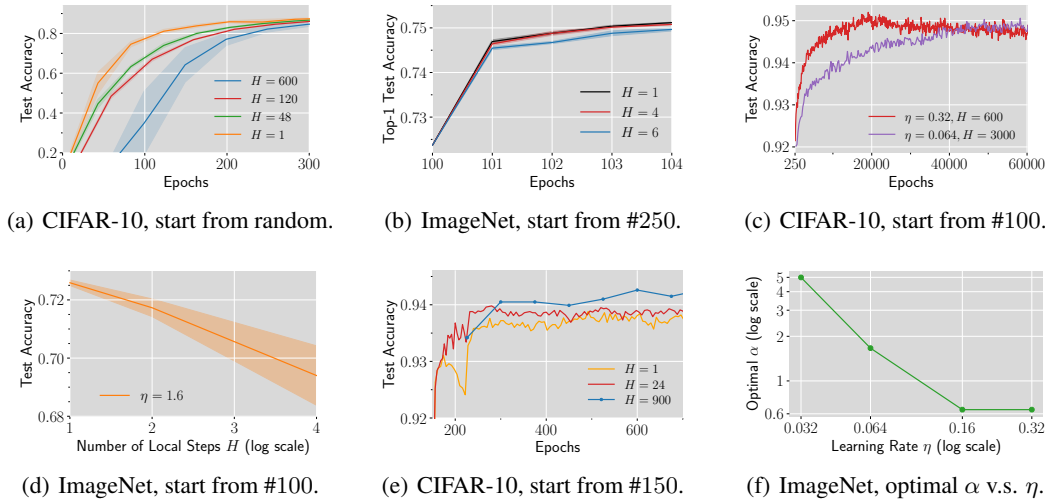 Test Accuracy
0.8
0.6
0.4
0.2
0
100
200
300
Epochs
H = 600
H = 120
H = 48
H = 1
(a) CIFAR-10, start from random.
Top-1 Test Accuracy
0.75
0.74
0.73
100
101
102
103
104
Epochs
H = 1
H = 4
H = 6
(b) ImageNet, start from #250.
Test Accuracy
0.95
0.94
0.93
0.92
250
20000
40000
60000
Epochs
η = 0.32, H = 600
η = 0.064, H = 3000
(c) CIFAR-10, start from #100.
Test Accuracy
0.72
0.70
0.68
1
2
3
4
Number of Local Steps H (log scale)
η = 1.6
(d) ImageNet, start from #100.
Test Accuracy
0.94
0.93
0.92
200
400
600
Epochs
H = 1
H = 24
H = 900
(e) CIFAR-10, start from #150.
Optimal α (log scale)
5
3
2
1
0.6
0.032
0.064
0.16
0.32
Learning Rate η (log scale)
(f) ImageNet, optimal α v.s. η.